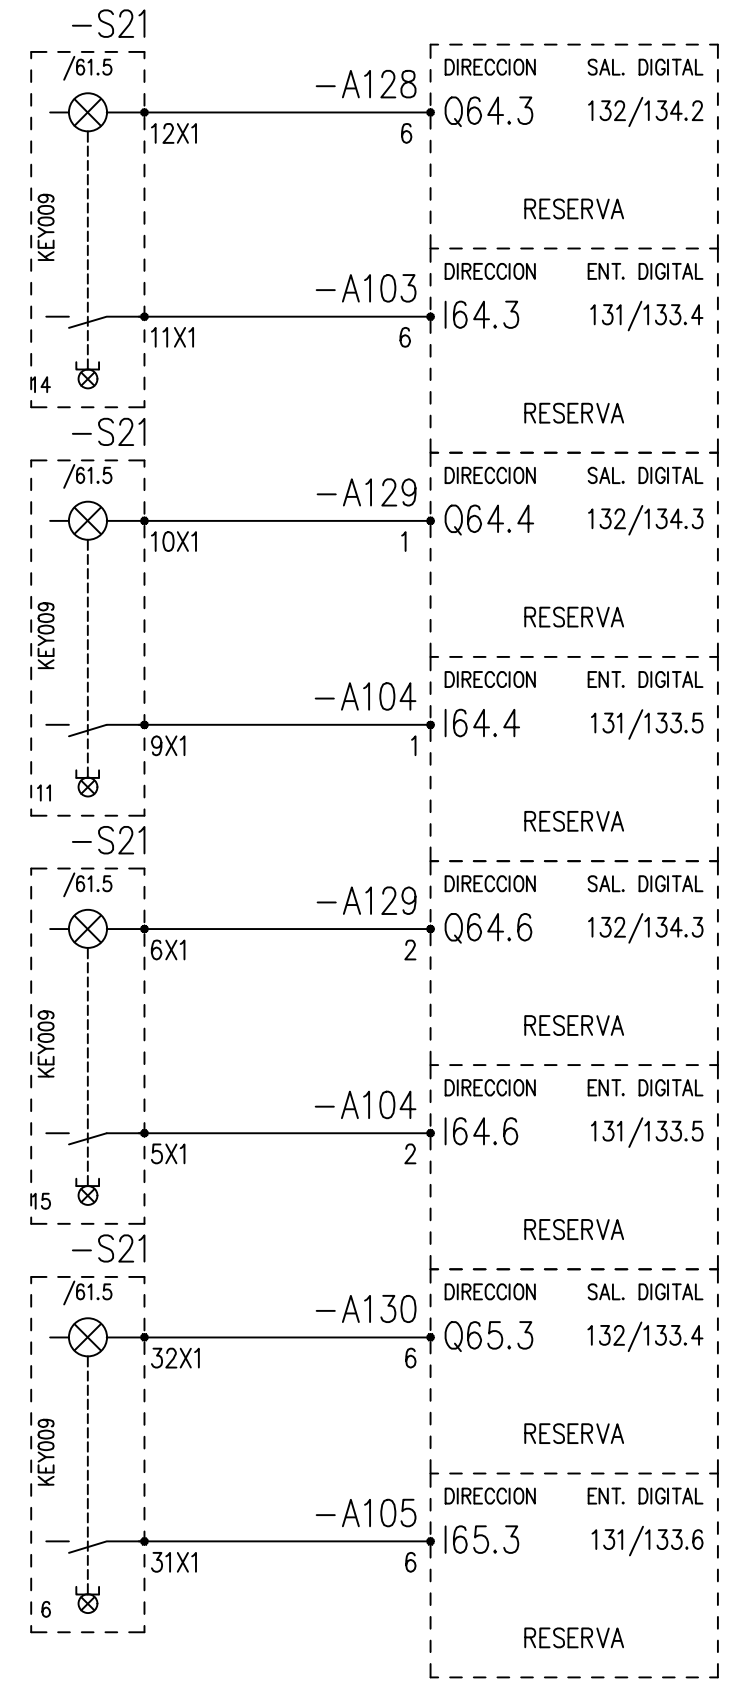 -S21
/61.5
-A128
DIRECCION SAL. DIGITAL
Q64.3 132/134.2
12X1 6
KEY009
RESERVA
-A103
DIRECCION ENT. DIGITAL
I64.3 131/133.4
11X1 6
14
RESERVA
-S21
/61.5
-A129
DIRECCION SAL. DIGITAL
Q64.4 132/134.3
10X1 1
KEY009
RESERVA
-A104
DIRECCION ENT. DIGITAL
I64.4 131/133.5
9X1 1
11
RESERVA
-S21
/61.5
-A129
DIRECCION SAL. DIGITAL
Q64.6 132/134.3
6X1 2
KEY009
RESERVA
-A104
DIRECCION ENT. DIGITAL
I64.6 131/133.5
5X1 2
15
RESERVA
-S21
/61.5
-A130
DIRECCION SAL. DIGITAL
Q65.3 132/133.4
32X1 6
KEY009
RESERVA
-A105
DIRECCION ENT. DIGITAL
I65.3 131/133.6
31X1 6
6
RESERVA